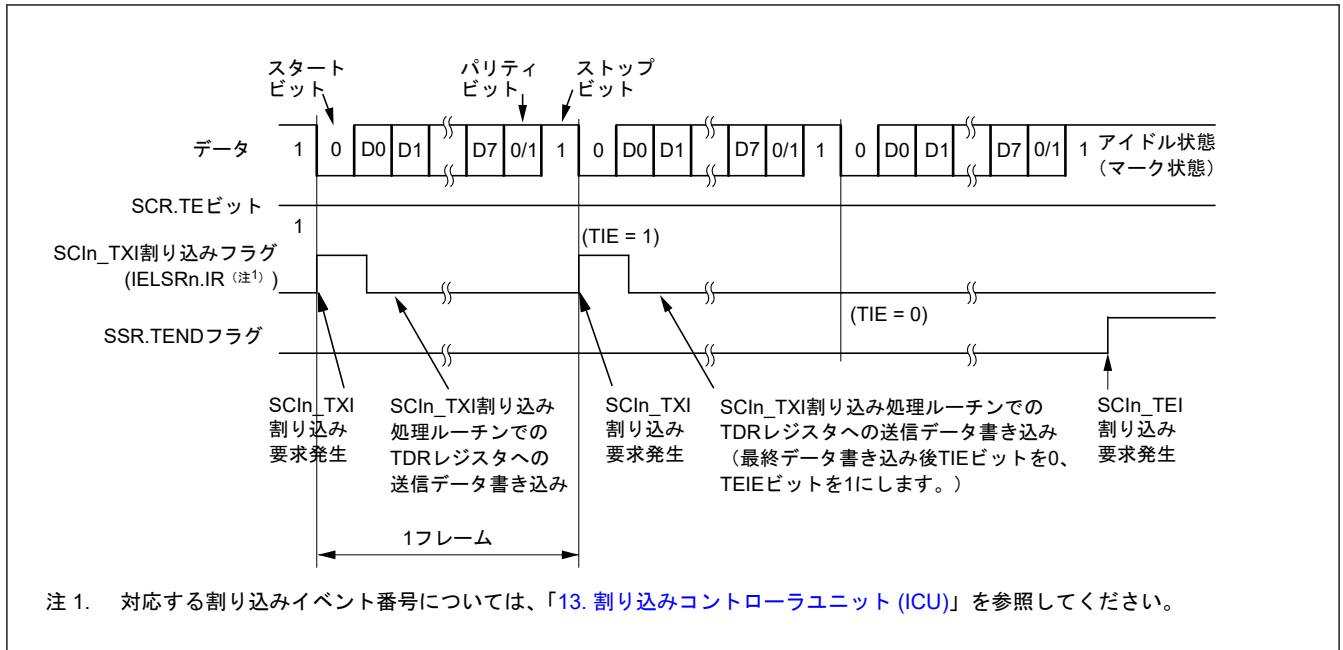 スタート
ビット
パリティ
ビット
ストップ
ビット
データ
1 0 D0 D1 D7 0/1 1 0 D0 D1 D7 0/1 1 0 D0 D1 D7 0/1 1
アイドル状態
（マーク状態）
SCR.TEビット
1
SCIn_TXI割り込みフラグ
(IELSRn.IR（注1）)
(TIE = 1)
(TIE = 0)
SSR.TENDフラグ
SCIn_TXI
割り込み
要求発生
SCIn_TXI割り込み
処理ルーチンでの
TDRレジスタへの
送信データ書き込み
SCIn_TXI
割り込み
要求発生
SCIn_TXI割り込み処理ルーチンでの
TDRレジスタへの送信データ書き込み
（最終データ書き込み後TIEビットを0、
TEIEビットを1にします。）
SCIn_TEI
割り込み
要求発生
1フレーム
注 1. 対応する割り込みイベント番号については、「13. 割り込みコントローラユニット (ICU)」を参照してください。